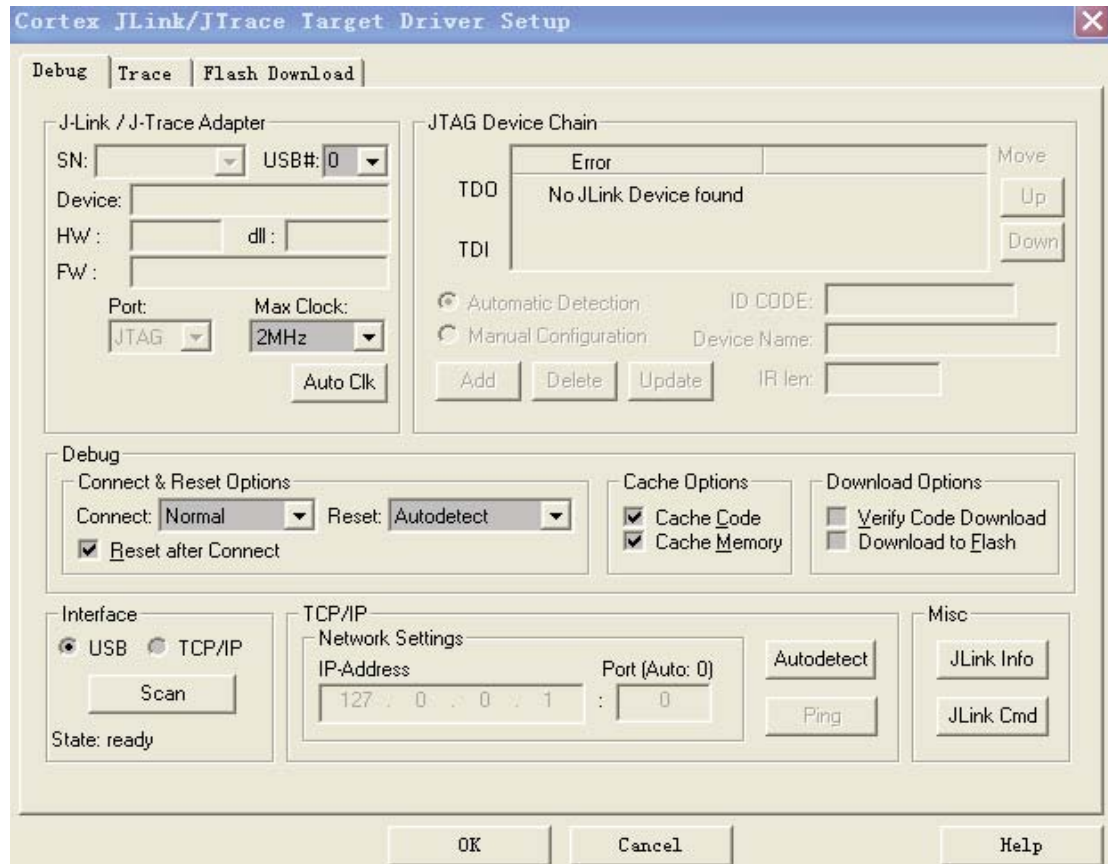 Cortex JLink/JTrace Target Driver Setup
Debug Trace Flash Download
J-Link / J-Trace Adapter
SN: USB#: 0
Device:
HW : dll :
FW :
Port: Max Clock:
JTAG 2MHz
Auto Clk
JTAG Device Chain
Error
TDO No JLink Device found
TDI
Move
Up
Down
Automatic Detection ID CODE:
Manual Configuration Device Name:
Add Delete Update IR len:
Debug
Connect & Reset Options
Connect: Normal Reset: Autodetect
Reset after Connect
Cache Options
Cache Code
Cache Memory
Download Options
Verify Code Download
Download to Flash
Interface
USB TCP/IP
Scan
State: ready
TCP/IP
Network Settings
IP-Address Port (Auto: 0)
127 . 0 . 0 . 1 : 0
Autodetect
Ping
Misc
JLink Info
JLink Cmd
OK Cancel Help